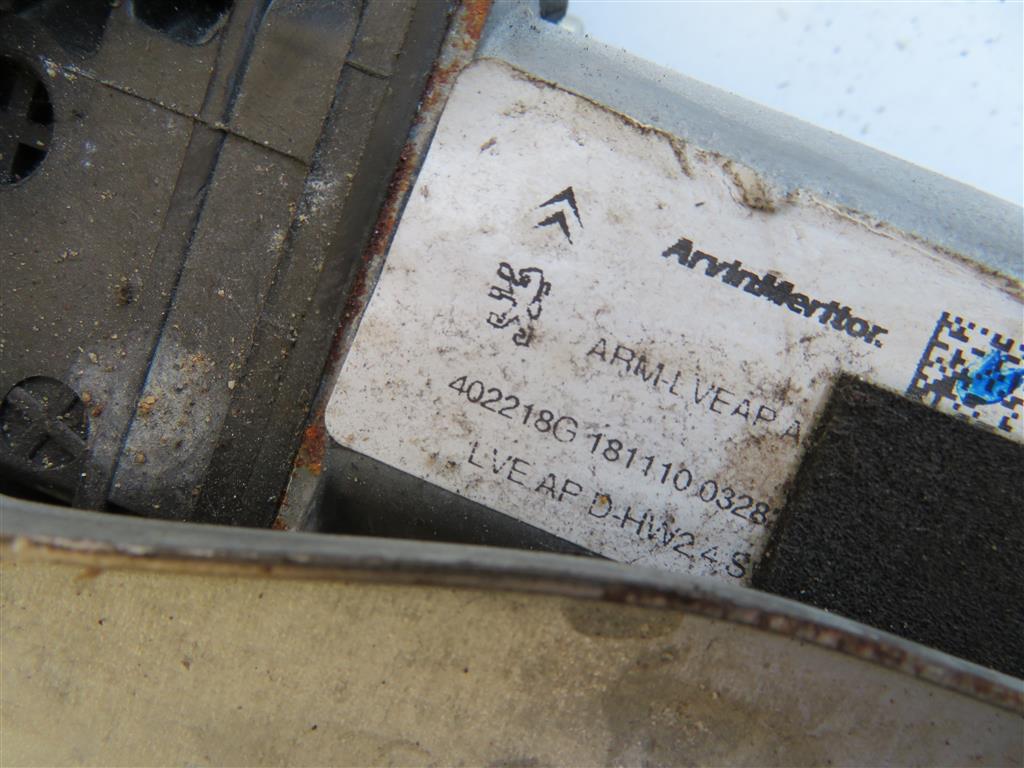 ArvinMeritor.
ARM-LVEAP A
402218G 181110 0328
LVE AP D-HW2.4 S